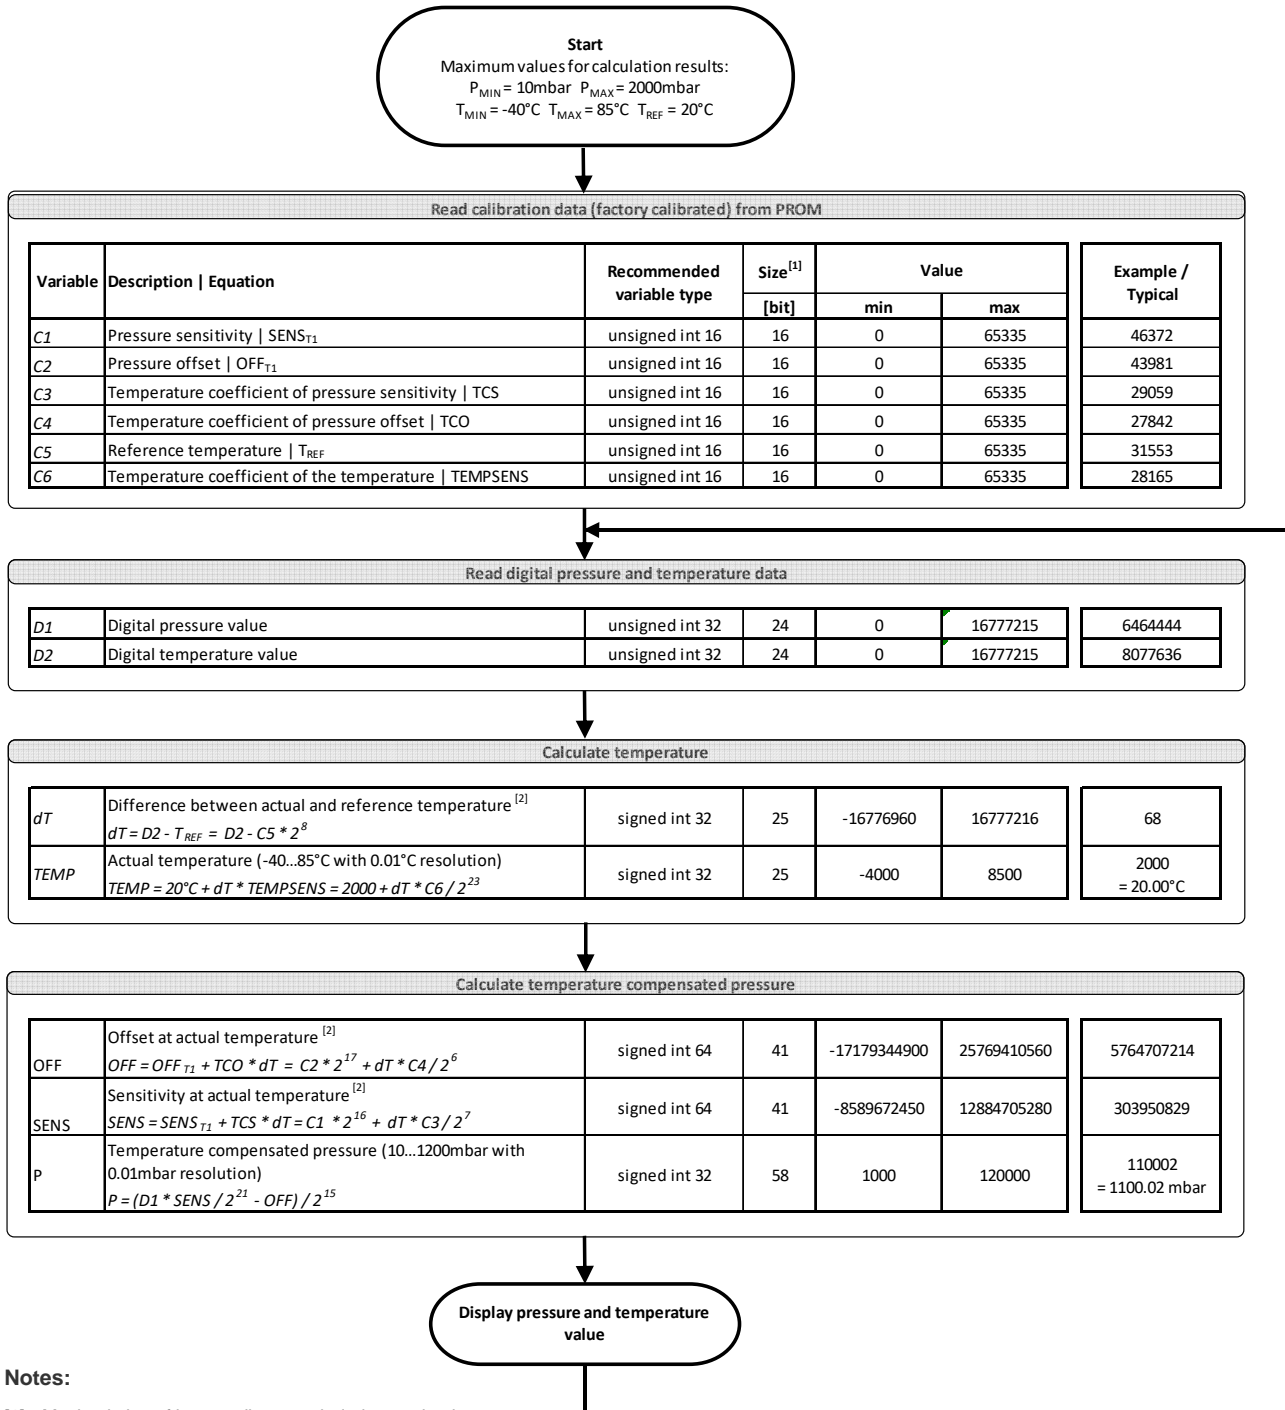 Start
Maximum values for calculation results:
PMIN = 10mbar PMAX = 2000mbar
TMIN = -40°C TMAX = 85°C TREF = 20°C
Read calibration data (factory calibrated) from PROM
Variable Description | Equation Recommended variable type Size[1] [bit] Value min max Example / Typical
C1 Pressure sensitivity | SENST1 unsigned int 16 16 0 65335 46372
C2 Pressure offset | OFFT1 unsigned int 16 16 0 65335 43981
C3 Temperature coefficient of pressure sensitivity | TCS unsigned int 16 16 0 65335 29059
C4 Temperature coefficient of pressure offset | TCO unsigned int 16 16 0 65335 27842
C5 Reference temperature | TREF unsigned int 16 16 0 65335 31553
C6 Temperature coefficient of the temperature | TEMPSENS unsigned int 16 16 0 65335 28165
Read digital pressure and temperature data
D1 Digital pressure value unsigned int 32 24 0 16777215 6464444
D2 Digital temperature value unsigned int 32 24 0 16777215 8077636
Calculate temperature
dT Difference between actual and reference temperature [2]
dT = D2 - TREF = D2 - C5 * 2^8 signed int 32 25 -16776960 16777216 68
TEMP Actual temperature (-40...85°C with 0.01°C resolution)
TEMP = 20°C + dT * TEMPSENS = 2000 + dT * C6 / 2^23 signed int 32 25 -4000 8500 2000
= 20.00°C
Calculate temperature compensated pressure
OFF Offset at actual temperature [2]
OFF = OFFT1 + TCO * dT = C2 * 2^17 + dT * C4 / 2^6 signed int 64 41 -17179344900 25769410560 5764707214
SENS Sensitivity at actual temperature [2]
SENS = SENST1 + TCS * dT = C1 * 2^16 + dT * C3 / 2^7 signed int 64 41 -8589672450 12884705280 303950829
P Temperature compensated pressure (10...1200mbar with
0.01mbar resolution)
P = (D1 * SENS / 2^21 - OFF) / 2^15 signed int 32 58 1000 120000 110002
= 1100.02 mbar
Display pressure and temperature
value
Notes: